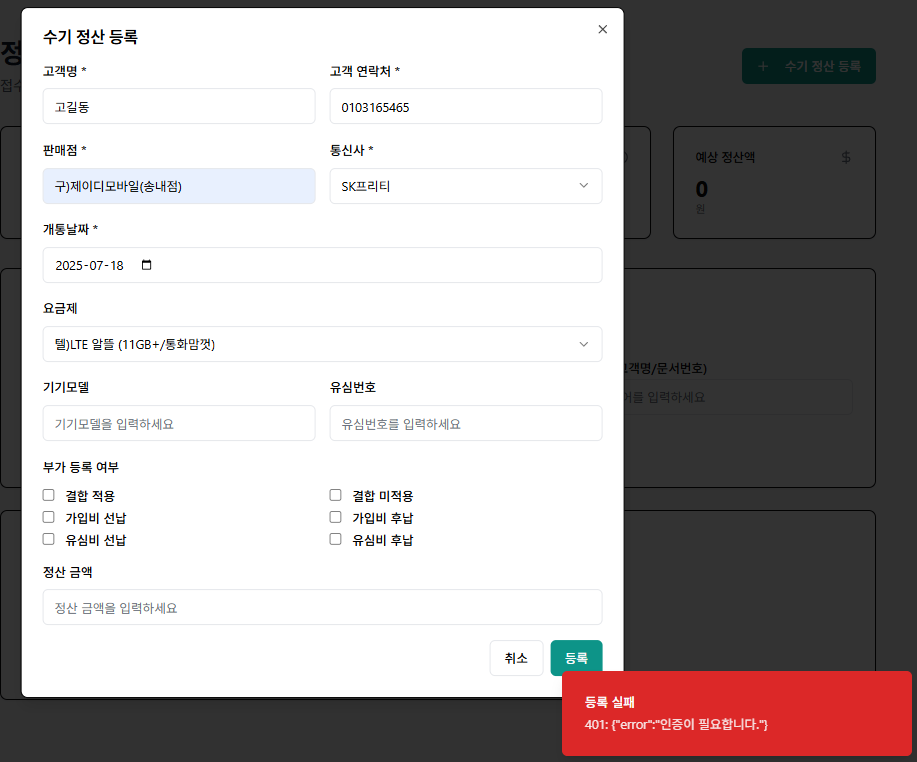 수기 정산 등록
고객명 *
고객 연락처 *
고길동
0103165465
판매점 *
통신사 *
구)제이디모바일(송내점)
SK프리티
개통날짜 *
2025-07-18
요금제
텔)LTE 알뜰 (11GB+/통화맘껏)
기기모델
유심번호
기기모델을 입력하세요
유심번호를 입력하세요
부가 등록 여부
결합 적용
결합 미적용
가입비 선납
가입비 후납
유심비 선납
유심비 후납
정산 금액
정산 금액을 입력하세요
취소
등록
정
접수
+ 수기 정산 등록
예상 정산액
$
0
원
객명/문서번호)
를 입력하세요
등록 실패
401: {"error":"인증이 필요합니다."}